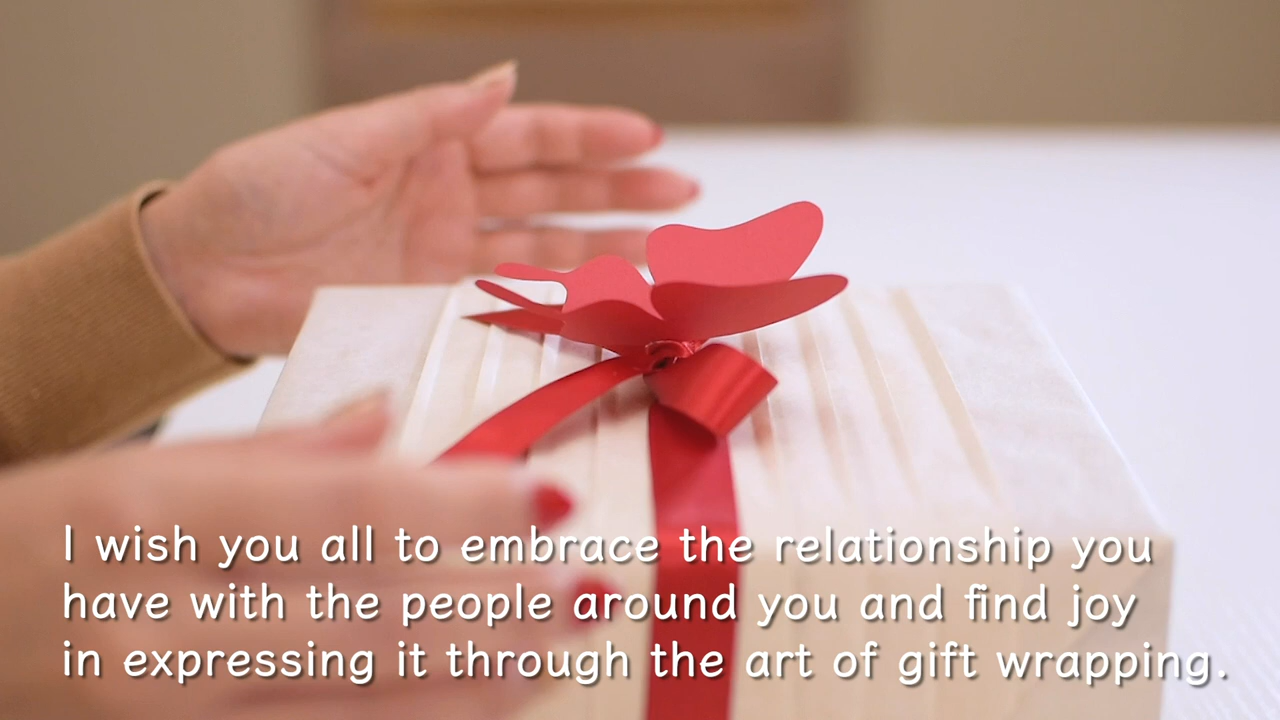 I wish you all to embrace the relationship you
have with the people around you and find joy
in expressing it through the art of gift wrapping.